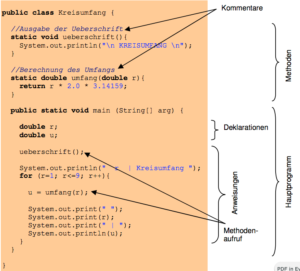 public class Kreisumfang {
//Ausgabe der Ueberschrift
static void ueberschrift(){
System.out.println("\n KREISUMFANG \n");
}
//Berechnung des Umfangs
static double umfang(double r){
return r * 2.0 * 3.14159;
}
public static void main (String[] arg) {
double r;
double u;
ueberschrift();
System.out.println(" r | Kreisumfang ");
for (r=1; r<=9; r++){
u = umfang(r);
System.out.print(" ");
System.out.print(r);
System.out.print(" | ");
System.out.println(u);
}
}
}
Kommentare
Methoden
Deklarationen
Anweisungen
Methoden-
aufruf
Hauptprogramm
PDF in